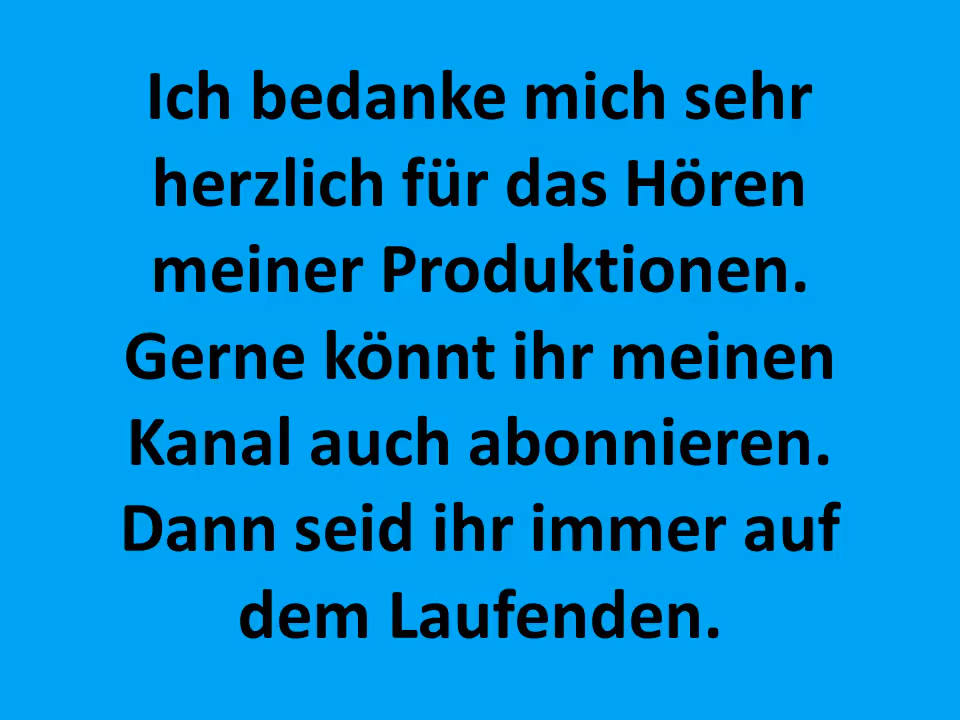 Ich bedanke mich sehr
herzlich für das Hören
meiner Produktionen.
Gerne könnt ihr meinen
Kanal auch abonnieren.
Dann seid ihr immer auf
dem Laufenden.